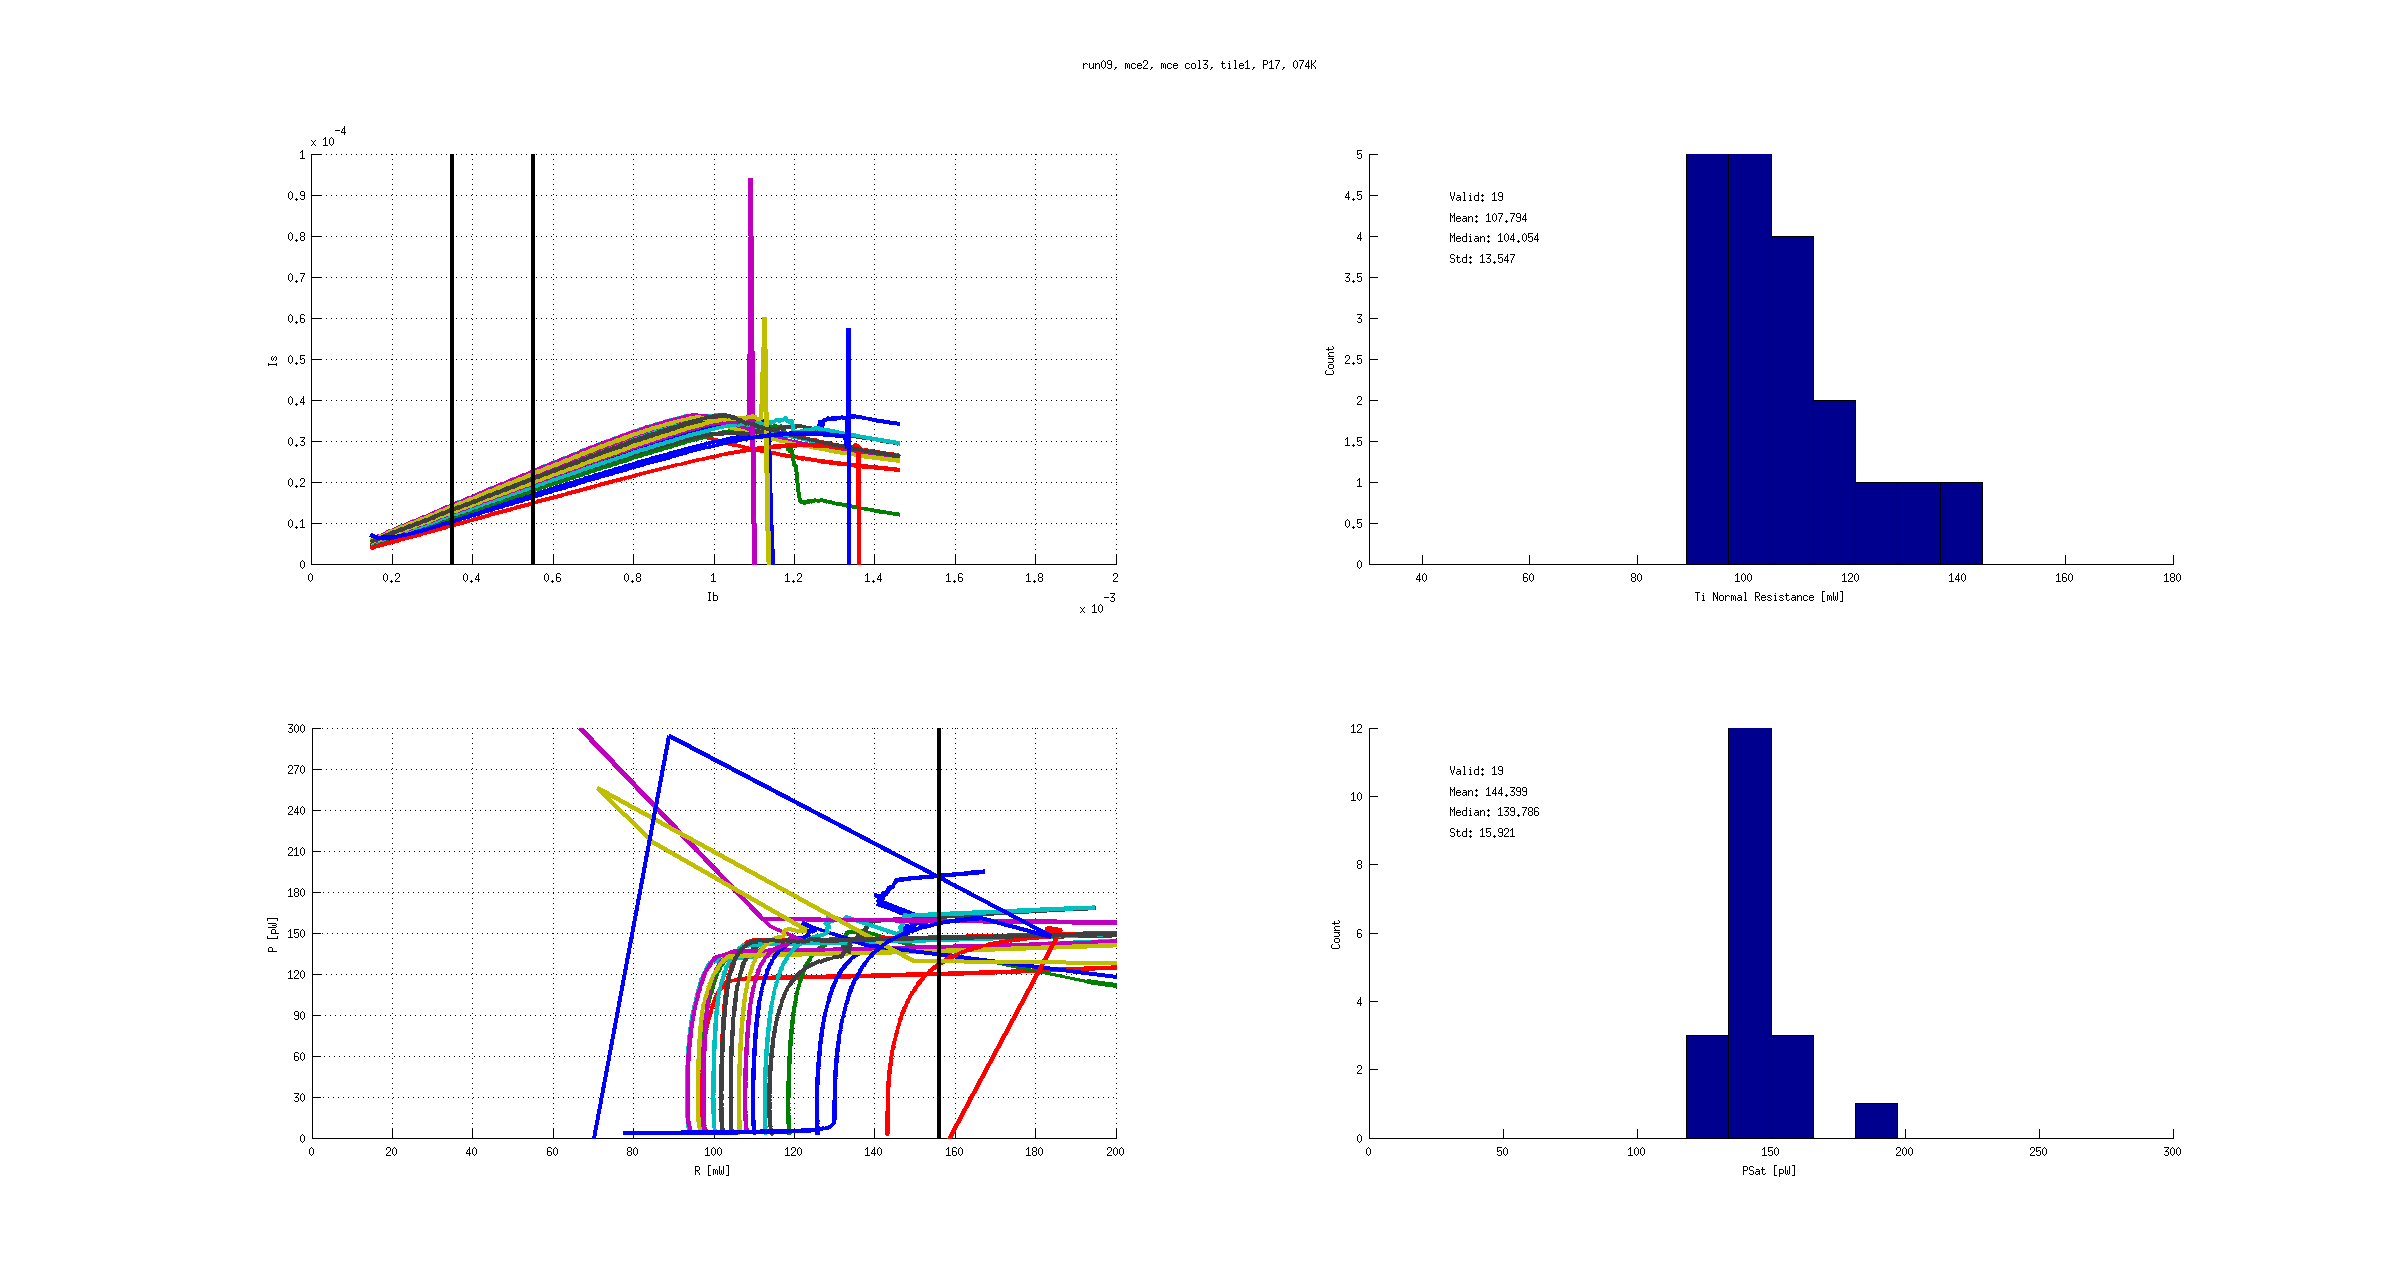 run09, mce2, mce col3, tile1, P17, 074K
x 10^-4
1
0.9
0.8
0.7
0.6
0.5
0.4
0.3
0.2
0.1
0
Is
0 0.2 0.4 0.6 0.8 1 1.2 1.4 1.6 1.8 2
Ib
x 10^-3
5
4.5
4
3.5
3
2.5
2
1.5
1
0.5
0
Count
Valid: 19
Mean: 107.794
Median: 104.054
Std: 13.547
40 60 80 100 120 140 160 180
Ti Normal Resistance [mW]
300
270
240
210
180
150
120
90
60
30
0
P [pW]
0 20 40 60 80 100 120 140 160 180 200
R [mW]
12
10
8
6
4
2
0
Count
Valid: 19
Mean: 144.399
Median: 139.786
Std: 15.921
0 50 100 150 200 250 300
PSat [pW]